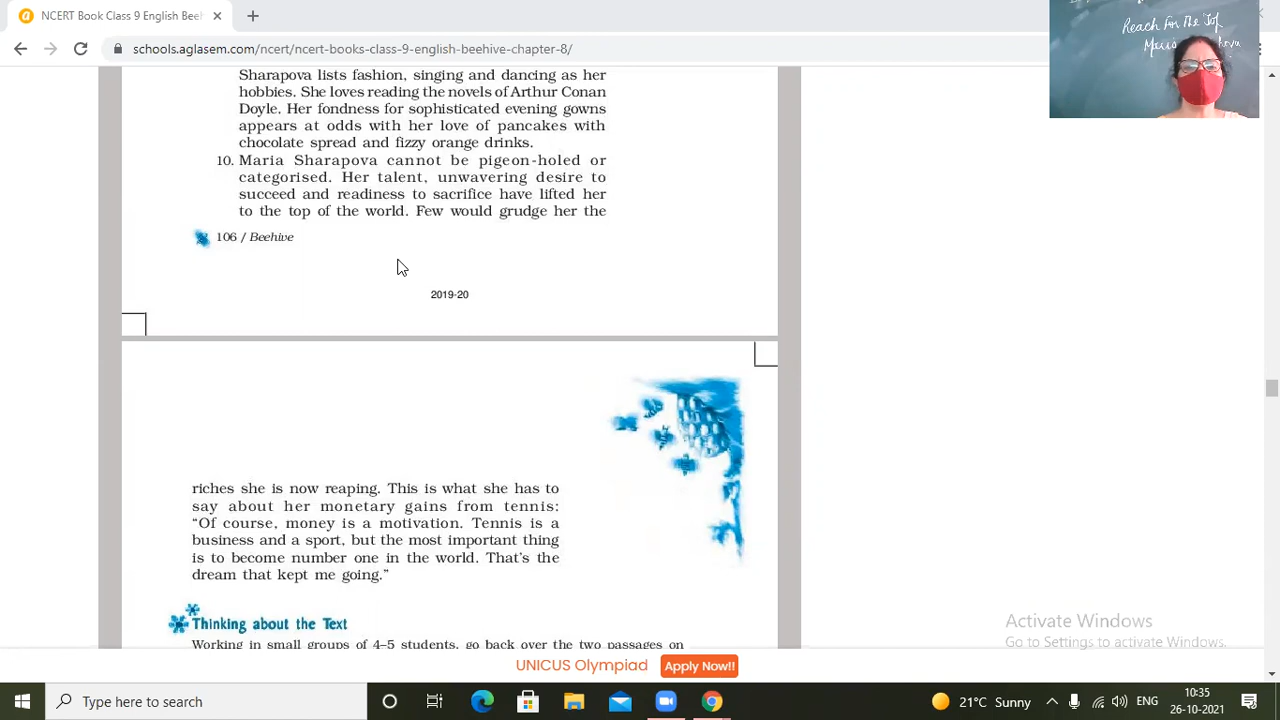 NCERT Book Class 9 English Bee
schools.aglasem.com/ncert/ncert-books-class-9-english-beehive-chapter-8/
Reach For The Top
Maria
Sharapova lists fashion, singing and dancing as her
hobbies. She loves reading the novels of Arthur Conan
Doyle. Her fondness for sophisticated evening gowns
appears at odds with her love of pancakes with
chocolate spread and fizzy orange drinks.
10. Maria Sharapova cannot be pigeon-holed or
categorised. Her talent, unwavering desire to
succeed and readiness to sacrifice have lifted her
to the top of the world. Few would grudge her the
106 / Beehive
2019-20
riches she is now reaping. This is what she has to
say about her monetary gains from tennis:
“Of course, money is a motivation. Tennis is a
business and a sport, but the most important thing
is to become number one in the world. That’s the
dream that kept me going.”
Thinking about the Text
Working in small groups of 4–5 students, go back over the two passages on
Activate Windows
Go to Settings to activate Windows.
UNICUS Olympiad Apply Now!!
Type here to search
21°C Sunny
ENG
10:35
26-10-2021